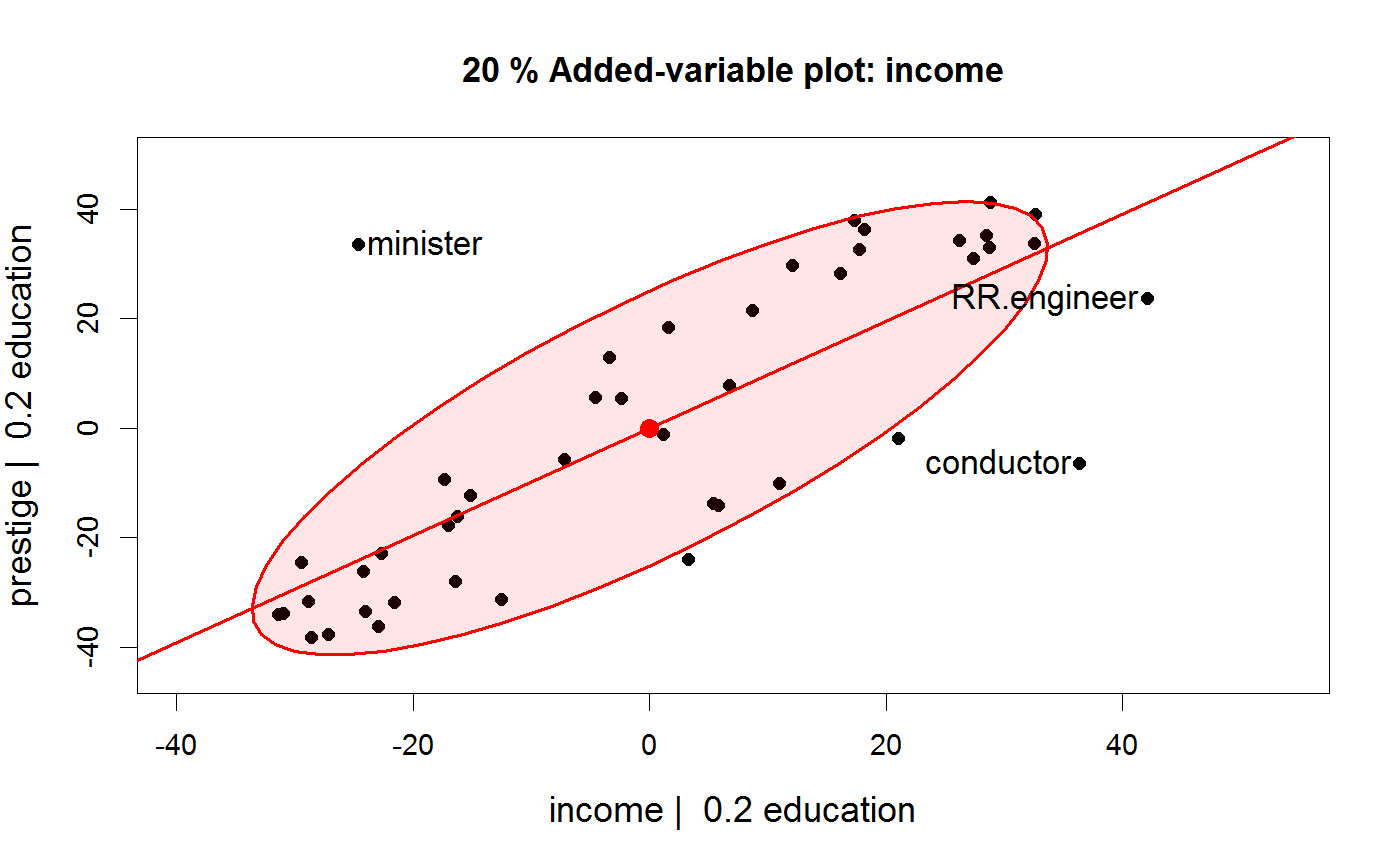 20 % Added-variable plot: income
prestige |  0.2 education
40
20
0
-20
-40
minister
RR.engineer
conductor
-40 -20 0 20 40
income |  0.2 education